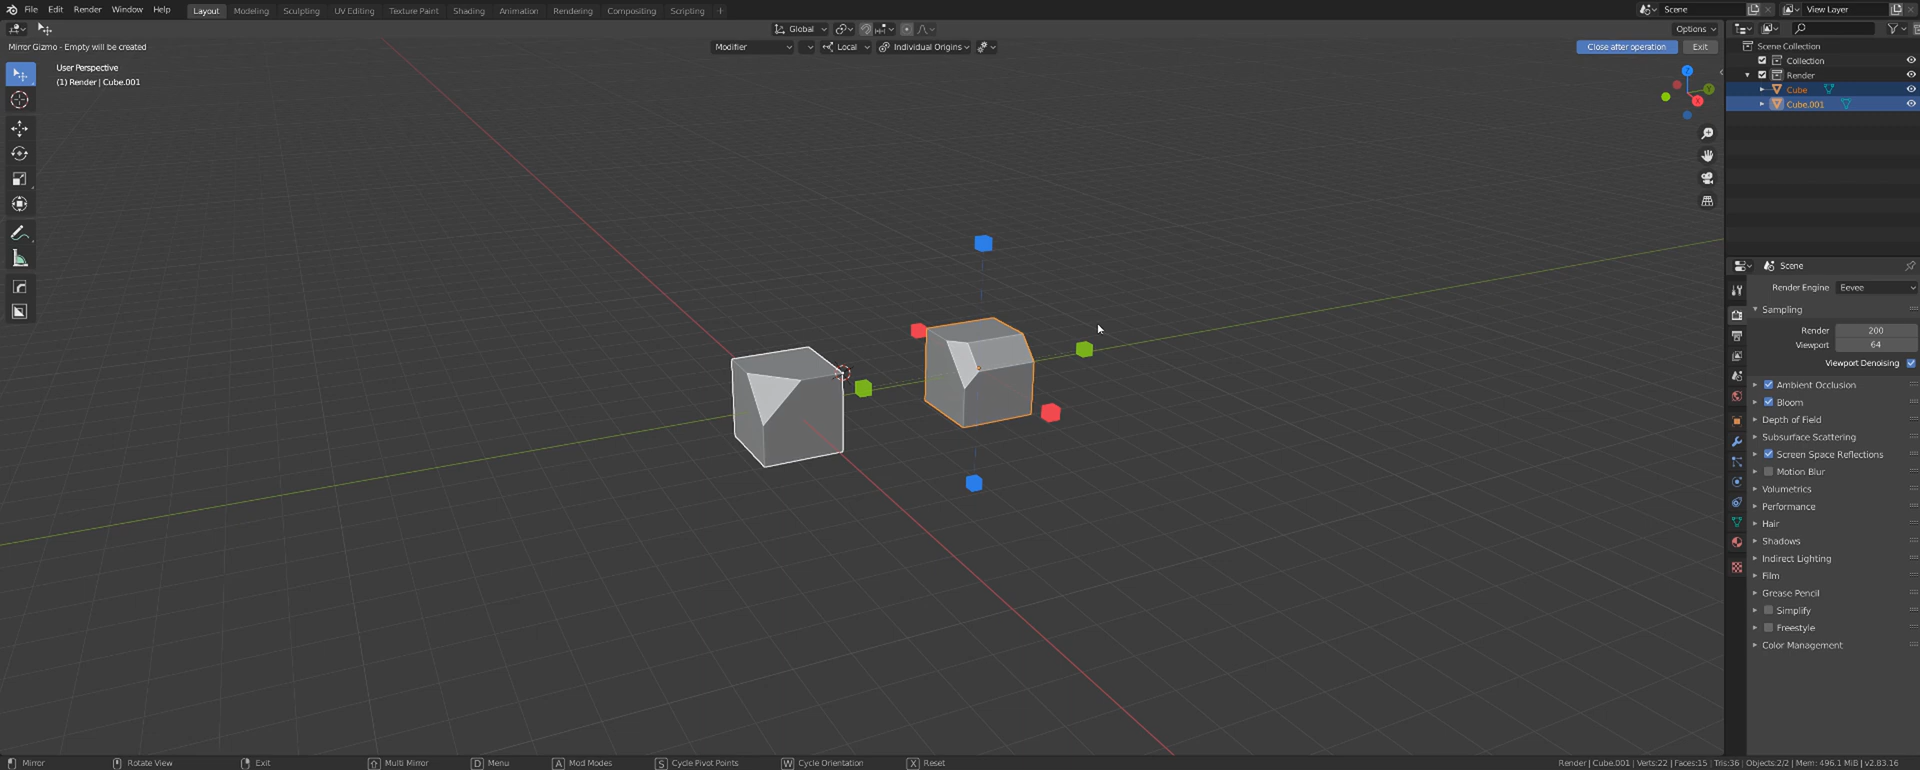 File Edit Render Window Help Layout Modeling Sculpting UV Editing Texture Paint Shading Animation Rendering Compositing Scripting + Scene View Layer
Global Options
Mirror Gizmo - Empty will be created Modifier Local Individual Origins Close after operation Exit
User Perspective
(1) Render | Cube.001
Z
Y
X
Scene Collection
Collection
Render
Cube
Cube.001
Scene
Render Engine Eevee
Sampling
Render 200
Viewport 64
Viewport Denoising
Ambient Occlusion
Bloom
Depth of Field
Subsurface Scattering
Screen Space Reflections
Motion Blur
Volumetrics
Performance
Hair
Shadows
Indirect Lighting
Film
Grease Pencil
Simplify
Freestyle
Color Management
Mirror Rotate View Exit Multi Mirror D Menu A Mod Modes S Cycle Pivot Points W Cycle Orientation X Reset Render | Cube.001 | Verts:22 | Faces:15 | Tris:36 | Objects:2/2 | Mem: 496.1 MiB | v2.83.16